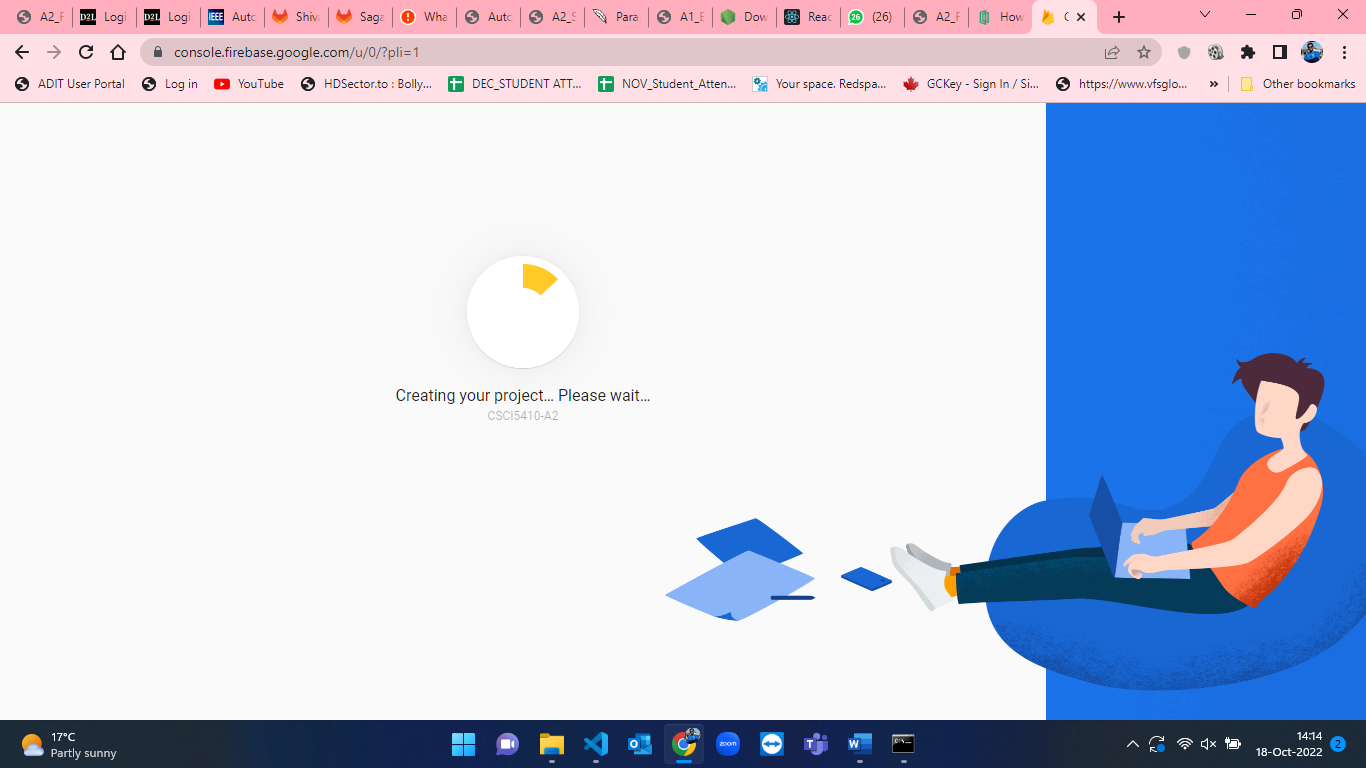 A2_F
D2L
Logi
D2L
Logi
IEEE
Auto
Shiv
Saga
Wha
Auto
A2_S
Para
A1_E
Dow
Reac
26
(26)
A2_F
How
console.firebase.google.com/u/0/?pli=1
ADIT User Portal
Log in
YouTube
HDSector.to : Bolly...
DEC_STUDENT ATT...
NOV_Student_Atten...
Your space. Redspa...
GCKey - Sign In / Si...
https://www.vfsglo...
»
Other bookmarks
Creating your project… Please wait…
CSCI5410-A2
17°C
Partly sunny
zoom
14:14
18-Oct-2022
2